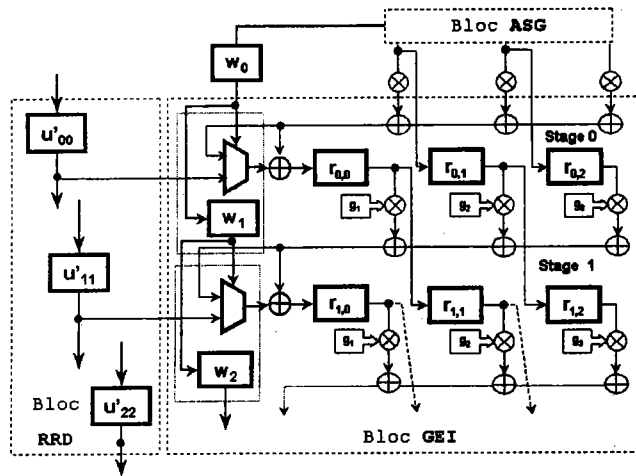 Bloc ASG
w0
u'00
Stage 0
r0,0
r0,1
r0,2
g1
g2
g3
w1
Stage 1
u'11
r1,0
r1,1
r1,2
g1
g2
g3
w2
u'22
Bloc
RRD
Bloc GEI